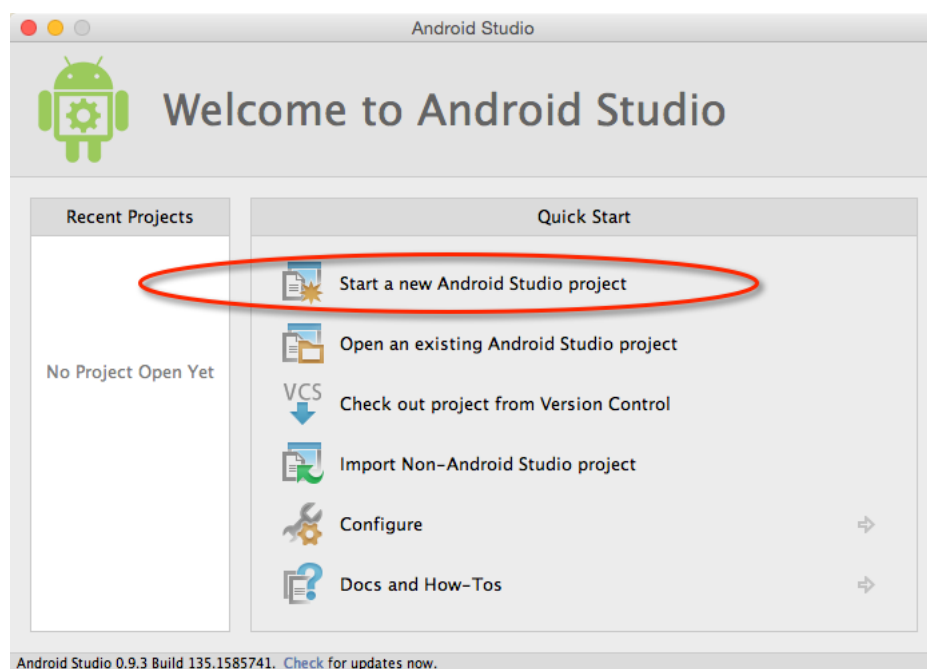 Android Studio
Welcome to Android Studio
Recent Projects
No Project Open Yet
Quick Start
Start a new Android Studio project
Open an existing Android Studio project
VCS
Check out project from Version Control
Import Non-Android Studio project
Configure
Docs and How-Tos
Android Studio 0.9.3 Build 135.1585741. Check for updates now.